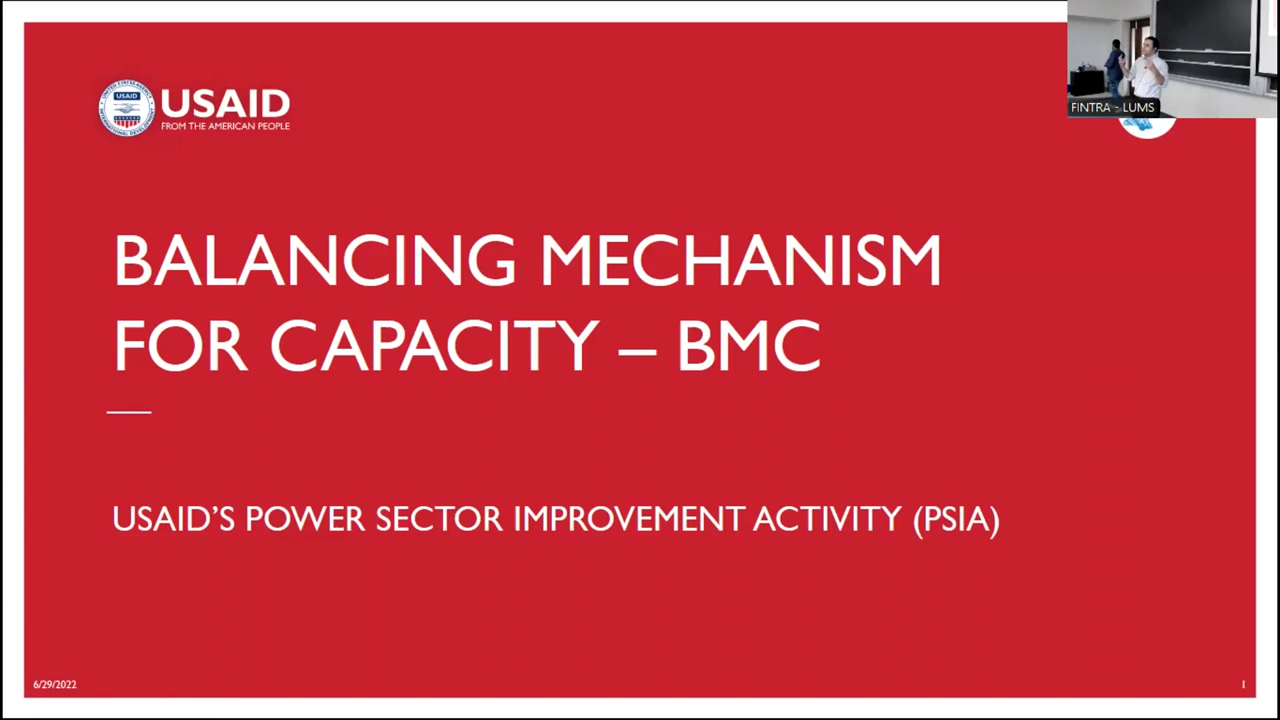 USAID
FROM THE AMERICAN PEOPLE
FINTRA - LUMS
BALANCING MECHANISM
FOR CAPACITY – BMC
USAID'S POWER SECTOR IMPROVEMENT ACTIVITY (PSIA)
6/29/2022
1